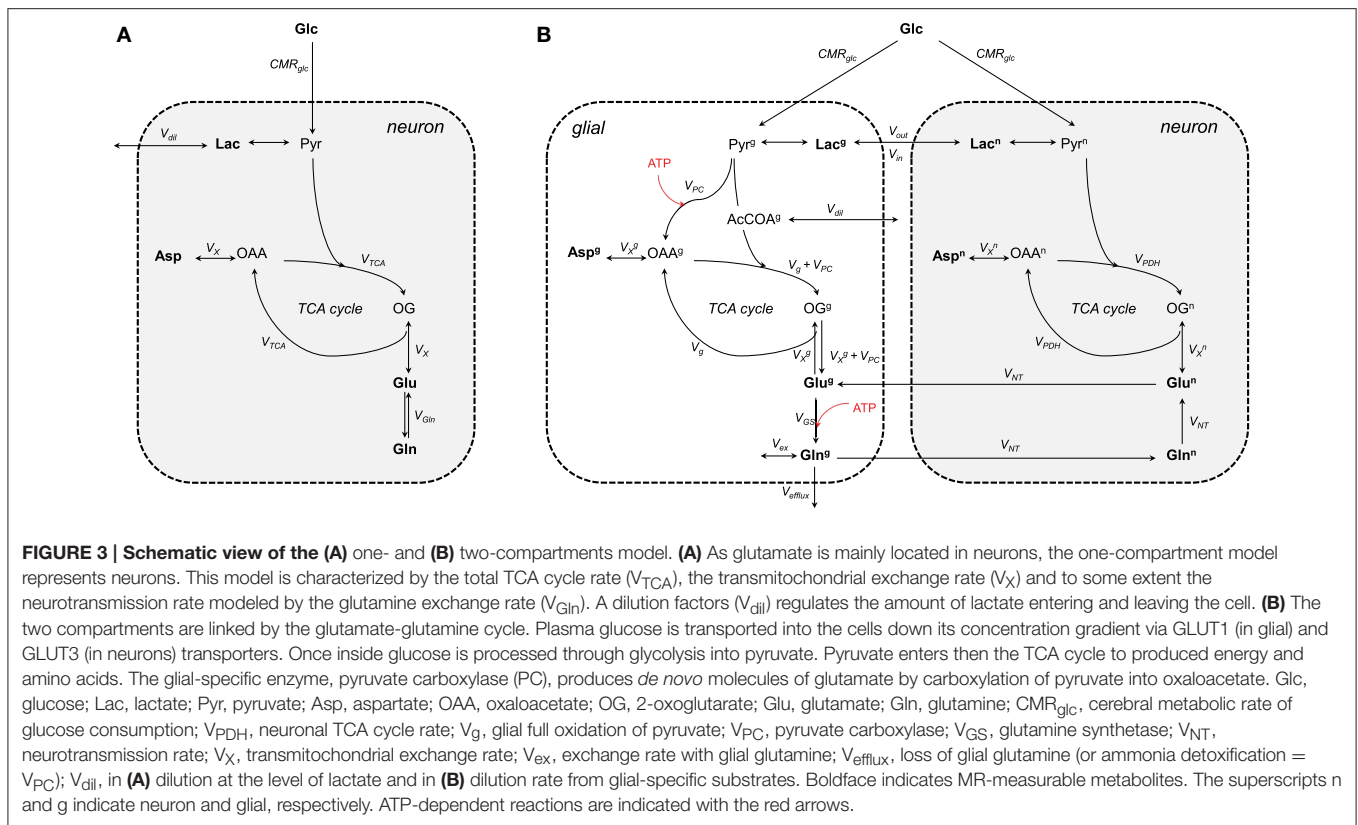 A
B
Glc
Glc
CMRglc
CMRglc
CMRglc
neuron
glial
neuron
Vdil
Lac
Pyr
Pyrᵍ
Lacᵍ
Vout
Vin
Lacⁿ
Pyrⁿ
ATP
VPC
AcCOAᵍ
Vdil
Asp
VX
OAA
VTCA
Aspᵍ
VXᵍ
OAAᵍ
Vg + VPC
Aspⁿ
VXⁿ
OAAⁿ
VPDH
TCA cycle
OG
TCA cycle
OGᵍ
TCA cycle
OGⁿ
VTCA
VX
Vg
VXᵍ
VXᵍ + VPC
VPDH
VXⁿ
Glu
Gluᵍ
VNT
Gluⁿ
VGln
VGS
ATP
VNT
Gln
Vex
Glnᵍ
VNT
Glnⁿ
Vefflux
FIGURE 3 | Schematic view of the (A) one- and (B) two-compartments model. (A) As glutamate is mainly located in neurons, the one-compartment model
represents neurons. This model is characterized by the total TCA cycle rate (VTCA), the transmitochondrial exchange rate (VX) and to some extent the
neurotransmission rate modeled by the glutamine exchange rate (VGln). A dilution factors (Vdil) regulates the amount of lactate entering and leaving the cell. (B) The
two compartments are linked by the glutamate-glutamine cycle. Plasma glucose is transported into the cells down its concentration gradient via GLUT1 (in glial) and
GLUT3 (in neurons) transporters. Once inside glucose is processed through glycolysis into pyruvate. Pyruvate enters then the TCA cycle to produced energy and
amino acids. The glial-specific enzyme, pyruvate carboxylase (PC), produces de novo molecules of glutamate by carboxylation of pyruvate into oxaloacetate. Glc,
glucose; Lac, lactate; Pyr, pyruvate; Asp, aspartate; OAA, oxaloacetate; OG, 2-oxoglutarate; Glu, glutamate; Gln, glutamine; CMRglc, cerebral metabolic rate of
glucose consumption; VPDH, neuronal TCA cycle rate; Vg, glial full oxidation of pyruvate; VPC, pyruvate carboxylase; VGS, glutamine synthetase; VNT,
neurotransmission rate; VX, transmitochondrial exchange rate; Vex, exchange rate with glial glutamine; Vefflux, loss of glial glutamine (or ammonia detoxification =
VPC); Vdil, in (A) dilution at the level of lactate and in (B) dilution rate from glial-specific substrates. Boldface indicates MR-measurable metabolites. The superscripts n
and g indicate neuron and glial, respectively. ATP-dependent reactions are indicated with the red arrows.